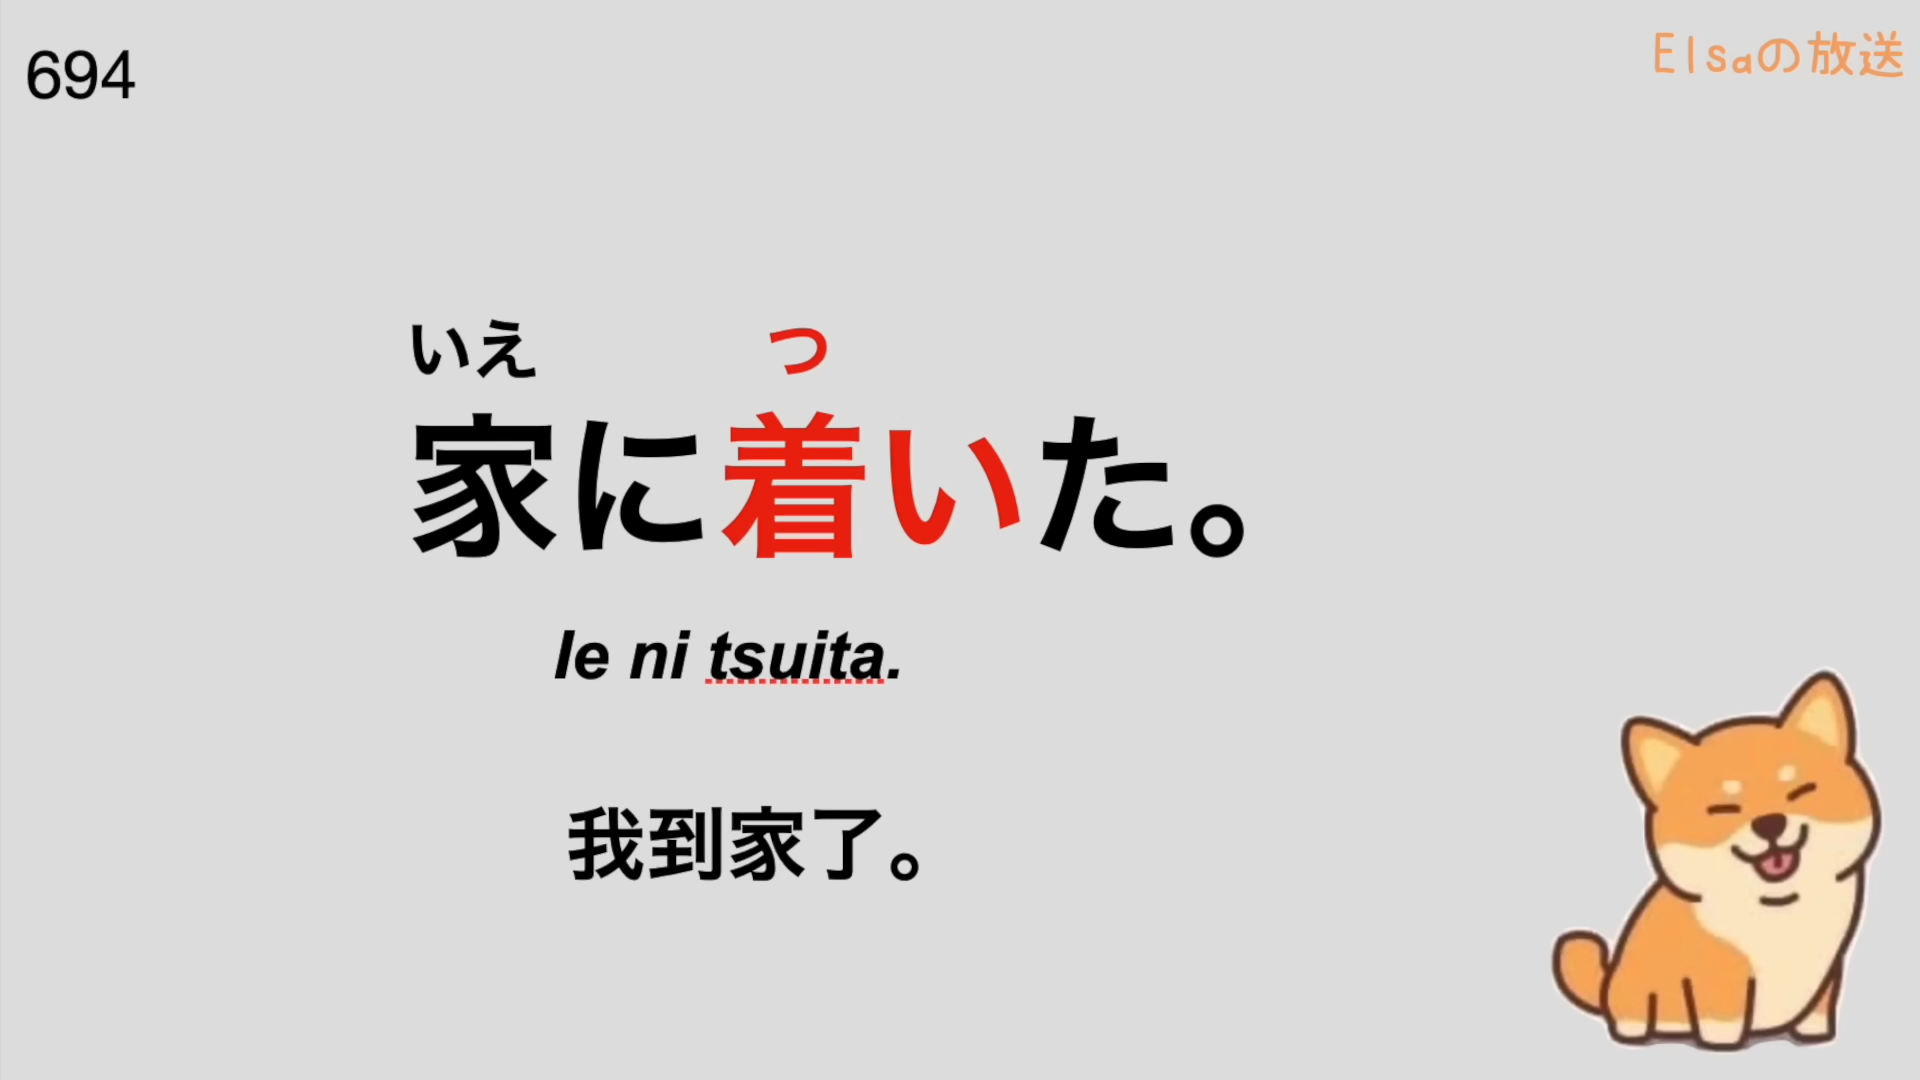 694
Elsaの放送
いえ つ
家に着いた。
Ie ni tsuita.
我到家了。